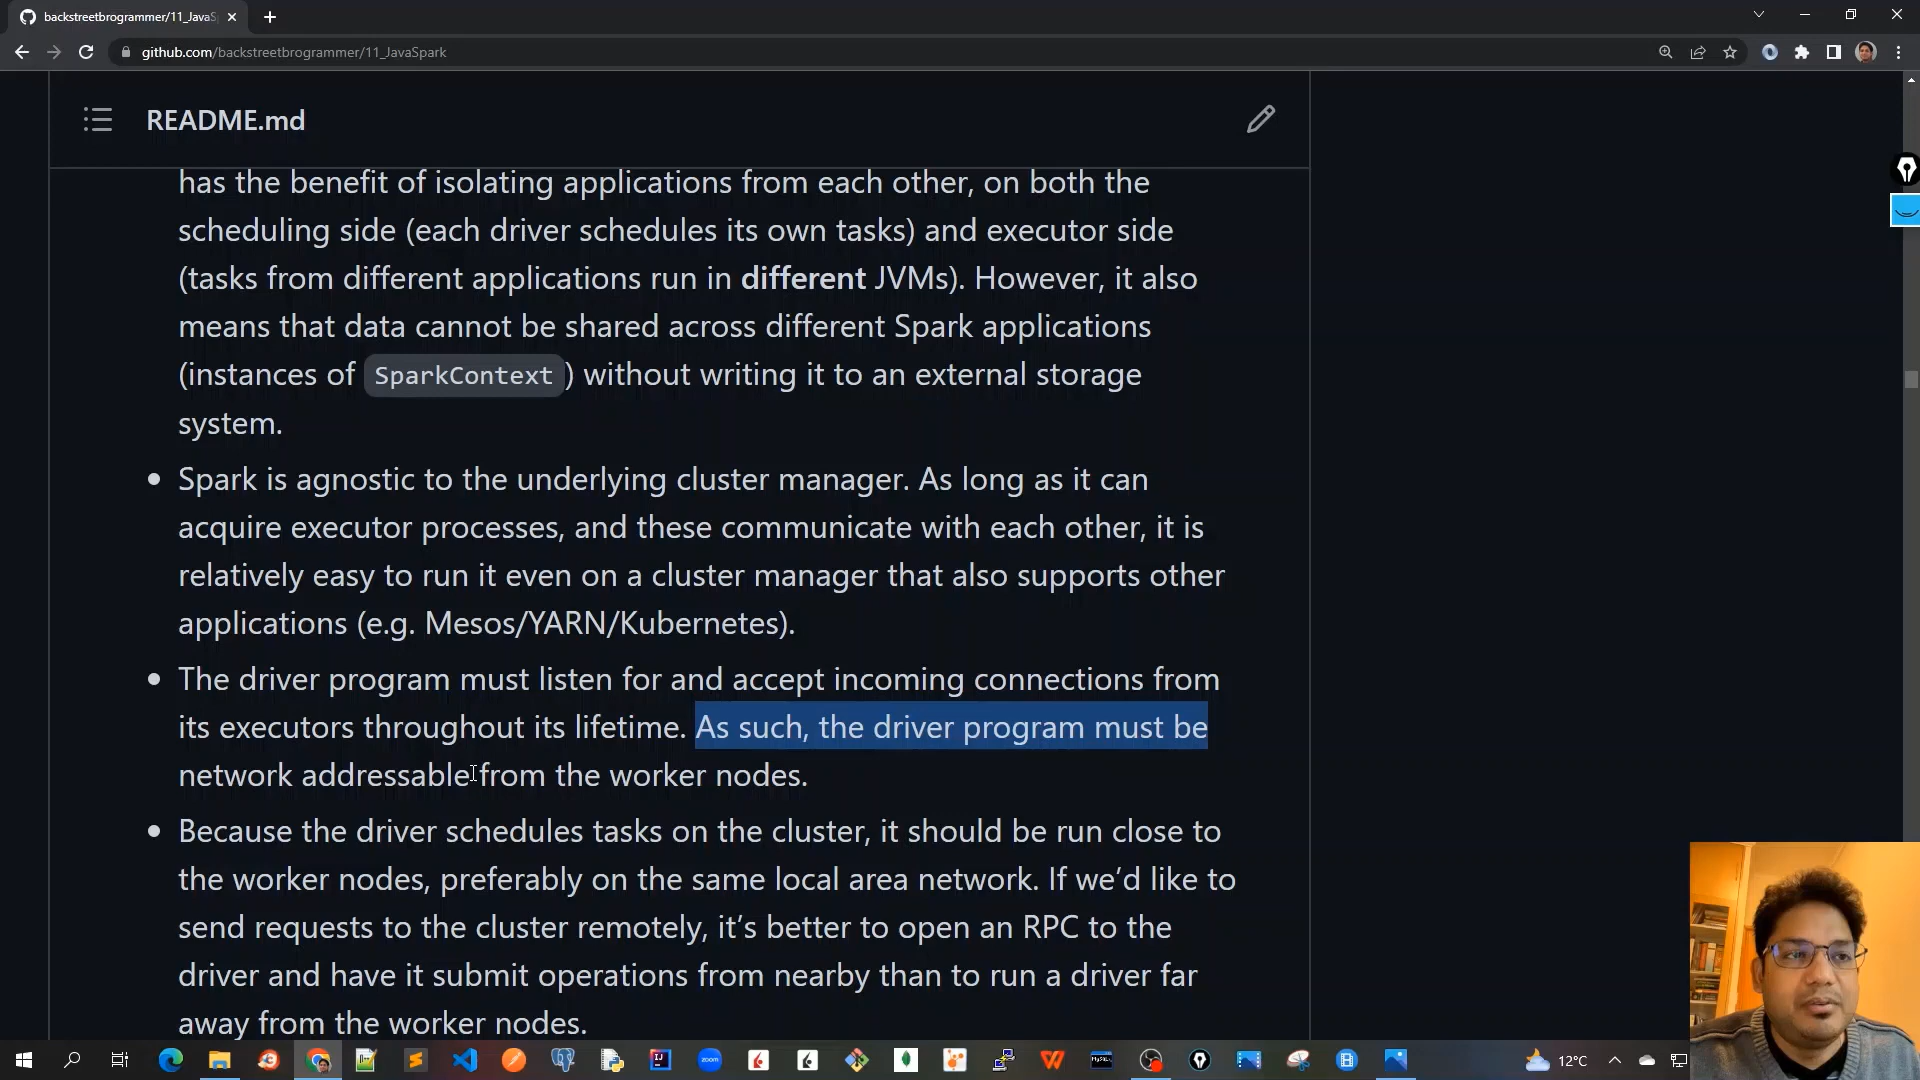 backstreetbrogrammer/11_JavaS
github.com/backstreetbrogrammer/11_JavaSpark
README.md
has the benefit of isolating applications from each other, on both the
scheduling side (each driver schedules its own tasks) and executor side
(tasks from different applications run in different JVMs). However, it also
means that data cannot be shared across different Spark applications
(instances of SparkContext) without writing it to an external storage
system.
Spark is agnostic to the underlying cluster manager. As long as it can
acquire executor processes, and these communicate with each other, it is
relatively easy to run it even on a cluster manager that also supports other
applications (e.g. Mesos/YARN/Kubernetes).
The driver program must listen for and accept incoming connections from
its executors throughout its lifetime. As such, the driver program must be
network addressable from the worker nodes.
Because the driver schedules tasks on the cluster, it should be run close to
the worker nodes, preferably on the same local area network. If we’d like to
send requests to the cluster remotely, it’s better to open an RPC to the
driver and have it submit operations from nearby than to run a driver far
away from the worker nodes.
zoom
12°C